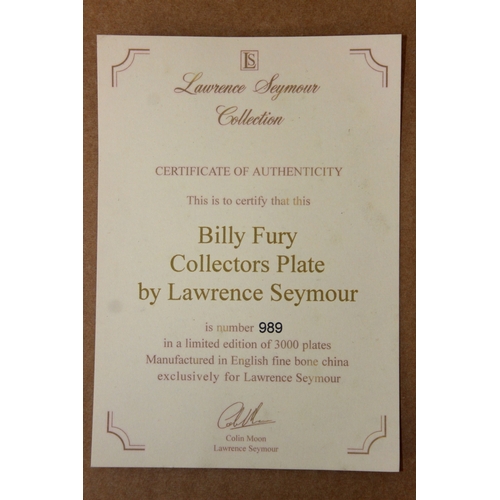 LS
Lawrence Seymour
Collection
CERTIFICATE OF AUTHENTICITY
This is to certify that this
Billy Fury
Collectors Plate
by Lawrence Seymour
is number 989
in a limited edition of 3000 plates
Manufactured in English fine bone china
exclusively for Lawrence Seymour
Colin Moon
Lawrence Seymour